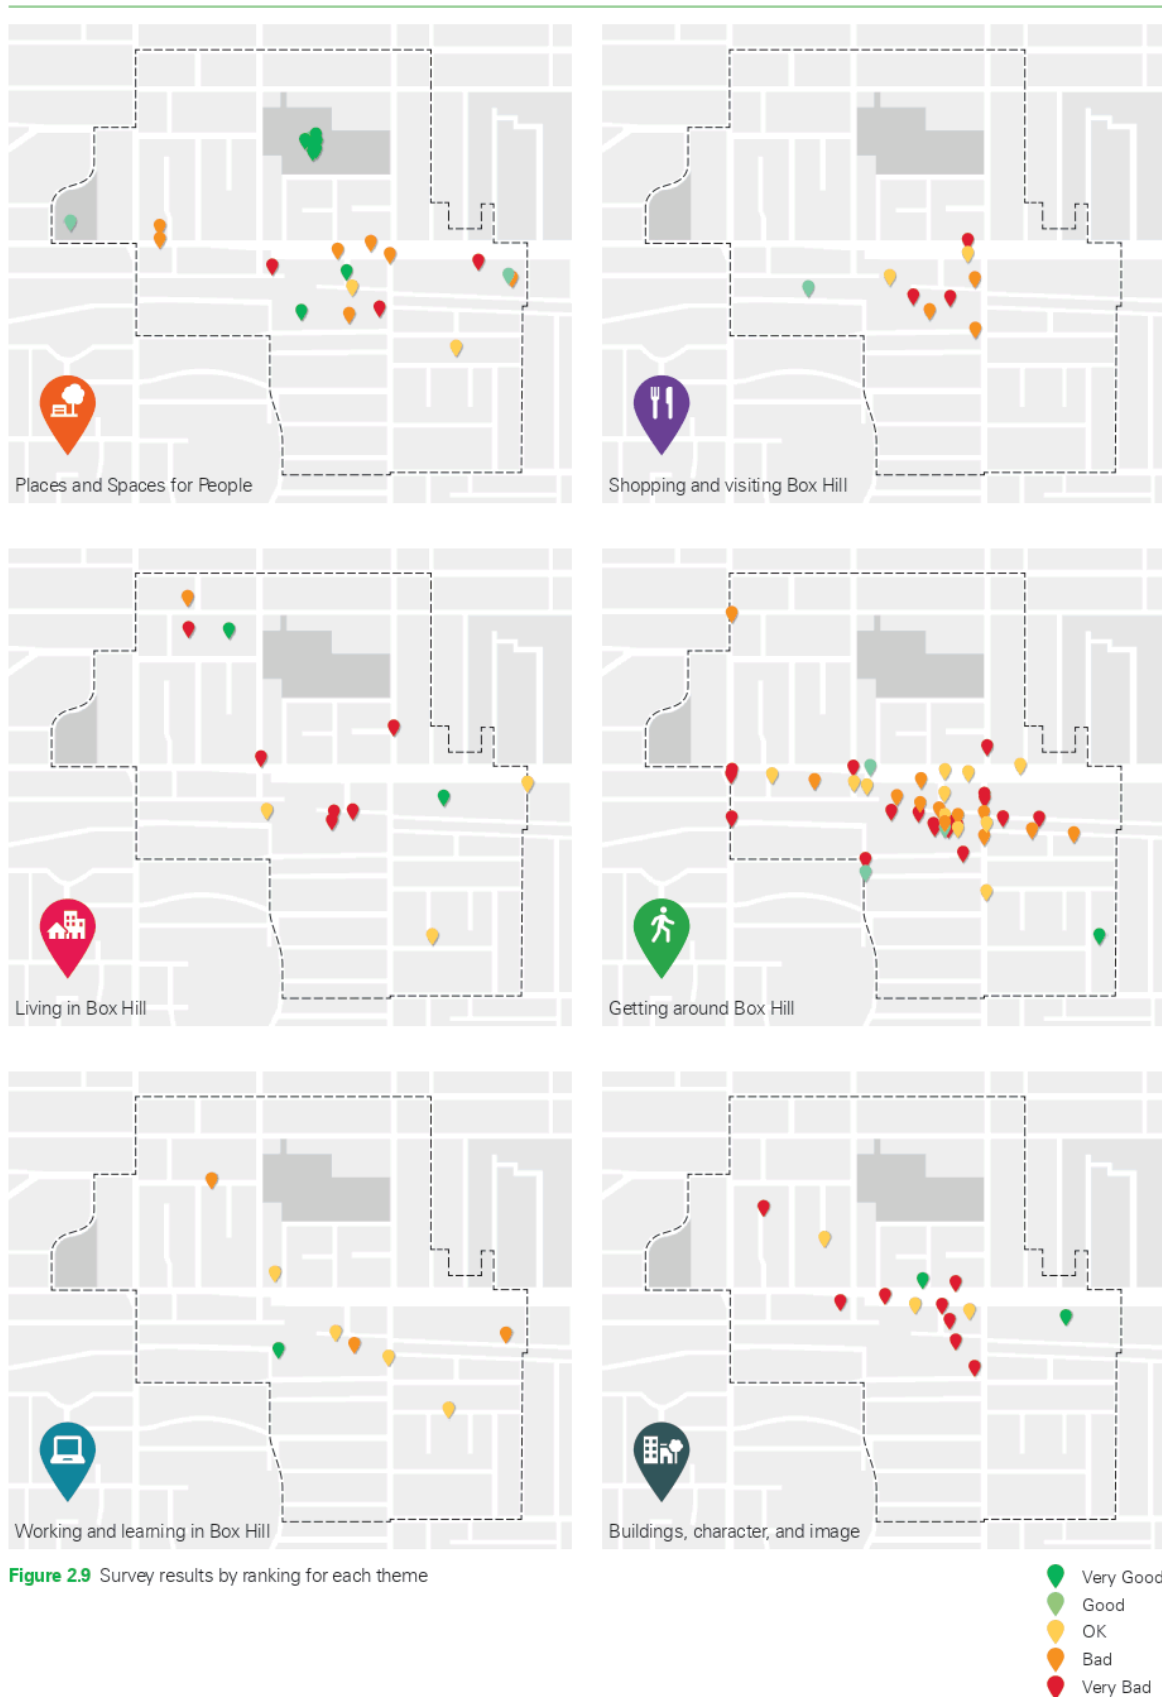 Places and Spaces for People
Shopping and visiting Box Hill
Living in Box Hill
Getting around Box Hill
Working and learning in Box Hill
Buildings, character, and image
Figure 2.9 Survey results by ranking for each theme
Very Good
Good
OK
Bad
Very Bad